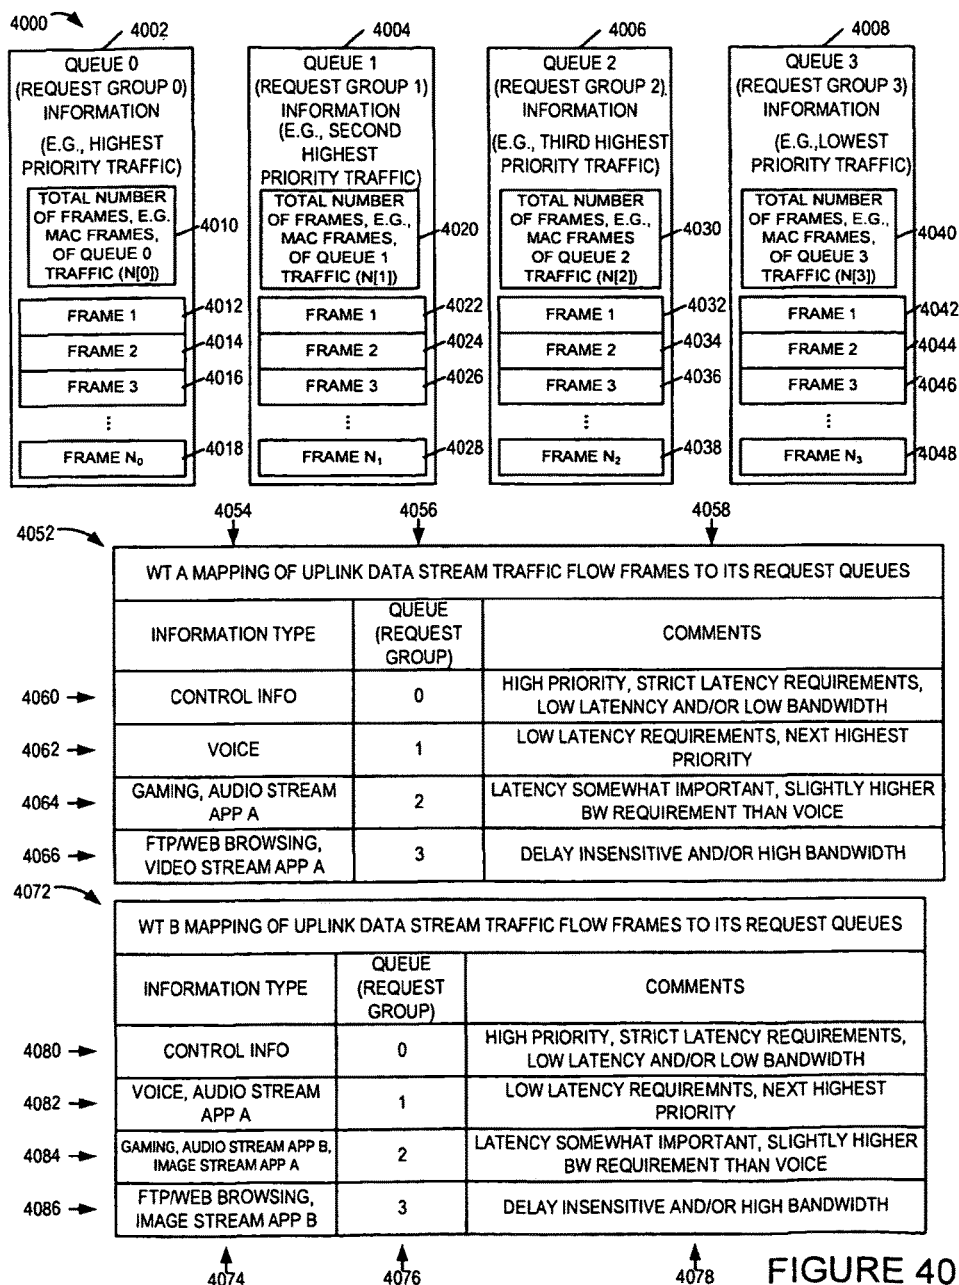 4000
4002
4004
4006
4008
QUEUE 0
(REQUEST GROUP 0)
INFORMATION
(E.G., HIGHEST
PRIORITY TRAFFIC)
TOTAL NUMBER
OF FRAMES, E.G.
MAC FRAMES,
OF QUEUE 0
TRAFFIC (N[0])
4010
FRAME 1
4012
FRAME 2
4014
FRAME 3
4016
⋮
FRAME N₀
4018
QUEUE 1
(REQUEST GROUP 1)
INFORMATION
(E.G., SECOND
HIGHEST
PRIORITY TRAFFIC)
TOTAL NUMBER
OF FRAMES, E.G.,
MAC FRAMES,
OF QUEUE 1
TRAFFIC (N[1])
4020
FRAME 1
4022
FRAME 2
4024
FRAME 3
4026
⋮
FRAME N₁
4028
QUEUE 2
(REQUEST GROUP 2)
INFORMATION
(E.G., THIRD HIGHEST
PRIORITY TRAFFIC)
TOTAL NUMBER
OF FRAMES, E.G.,
MAC FRAMES
OF QUEUE 2
TRAFFIC (N[2])
4030
FRAME 1
4032
FRAME 2
4034
FRAME 3
4036
⋮
FRAME N₂
4038
QUEUE 3
(REQUEST GROUP 3)
INFORMATION
(E.G.,LOWEST
PRIORITY TRAFFIC)
TOTAL NUMBER
OF FRAMES, E.G.,
MAC FRAMES,
OF QUEUE 3
TRAFFIC (N[3])
4040
FRAME 1
4042
FRAME 2
4044
FRAME 3
4046
⋮
FRAME N₃
4048
4052
4054
4056
4058
WT A MAPPING OF UPLINK DATA STREAM TRAFFIC FLOW FRAMES TO ITS REQUEST QUEUES
INFORMATION TYPE
QUEUE
(REQUEST
GROUP)
COMMENTS
4060
CONTROL INFO
0
HIGH PRIORITY, STRICT LATENCY REQUIREMENTS,
LOW LATENNCY AND/OR LOW BANDWIDTH
4062
VOICE
1
LOW LATENCY REQUIREMENTS, NEXT HIGHEST
PRIORITY
4064
GAMING, AUDIO STREAM
APP A
2
LATENCY SOMEWHAT IMPORTANT, SLIGHTLY HIGHER
BW REQUIREMENT THAN VOICE
4066
FTP/WEB BROWSING,
VIDEO STREAM APP A
3
DELAY INSENSITIVE AND/OR HIGH BANDWIDTH
4072
WT B MAPPING OF UPLINK DATA STREAM TRAFFIC FLOW FRAMES TO ITS REQUEST QUEUES
INFORMATION TYPE
QUEUE
(REQUEST
GROUP)
COMMENTS
4080
CONTROL INFO
0
HIGH PRIORITY, STRICT LATENCY REQUIREMENTS,
LOW LATENCY AND/OR LOW BANDWIDTH
4082
VOICE, AUDIO STREAM
APP A
1
LOW LATENCY REQUIREMNTS, NEXT HIGHEST
PRIORITY
4084
GAMING, AUDIO STREAM APP B,
IMAGE STREAM APP A
2
LATENCY SOMEWHAT IMPORTANT, SLIGHTLY HIGHER
BW REQUIREMENT THAN VOICE
4086
FTP/WEB BROWSING,
IMAGE STREAM APP B
3
DELAY INSENSITIVE AND/OR HIGH BANDWIDTH
4074
4076
4078
FIGURE 40